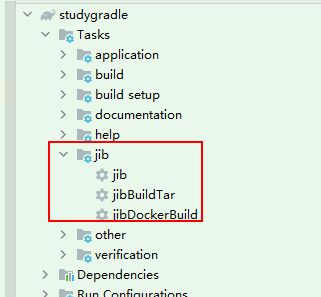 studygradle
Tasks
application
build
build setup
documentation
help
jib
jib
jibBuildTar
jibDockerBuild
other
verification
Dependencies
Run Configurations